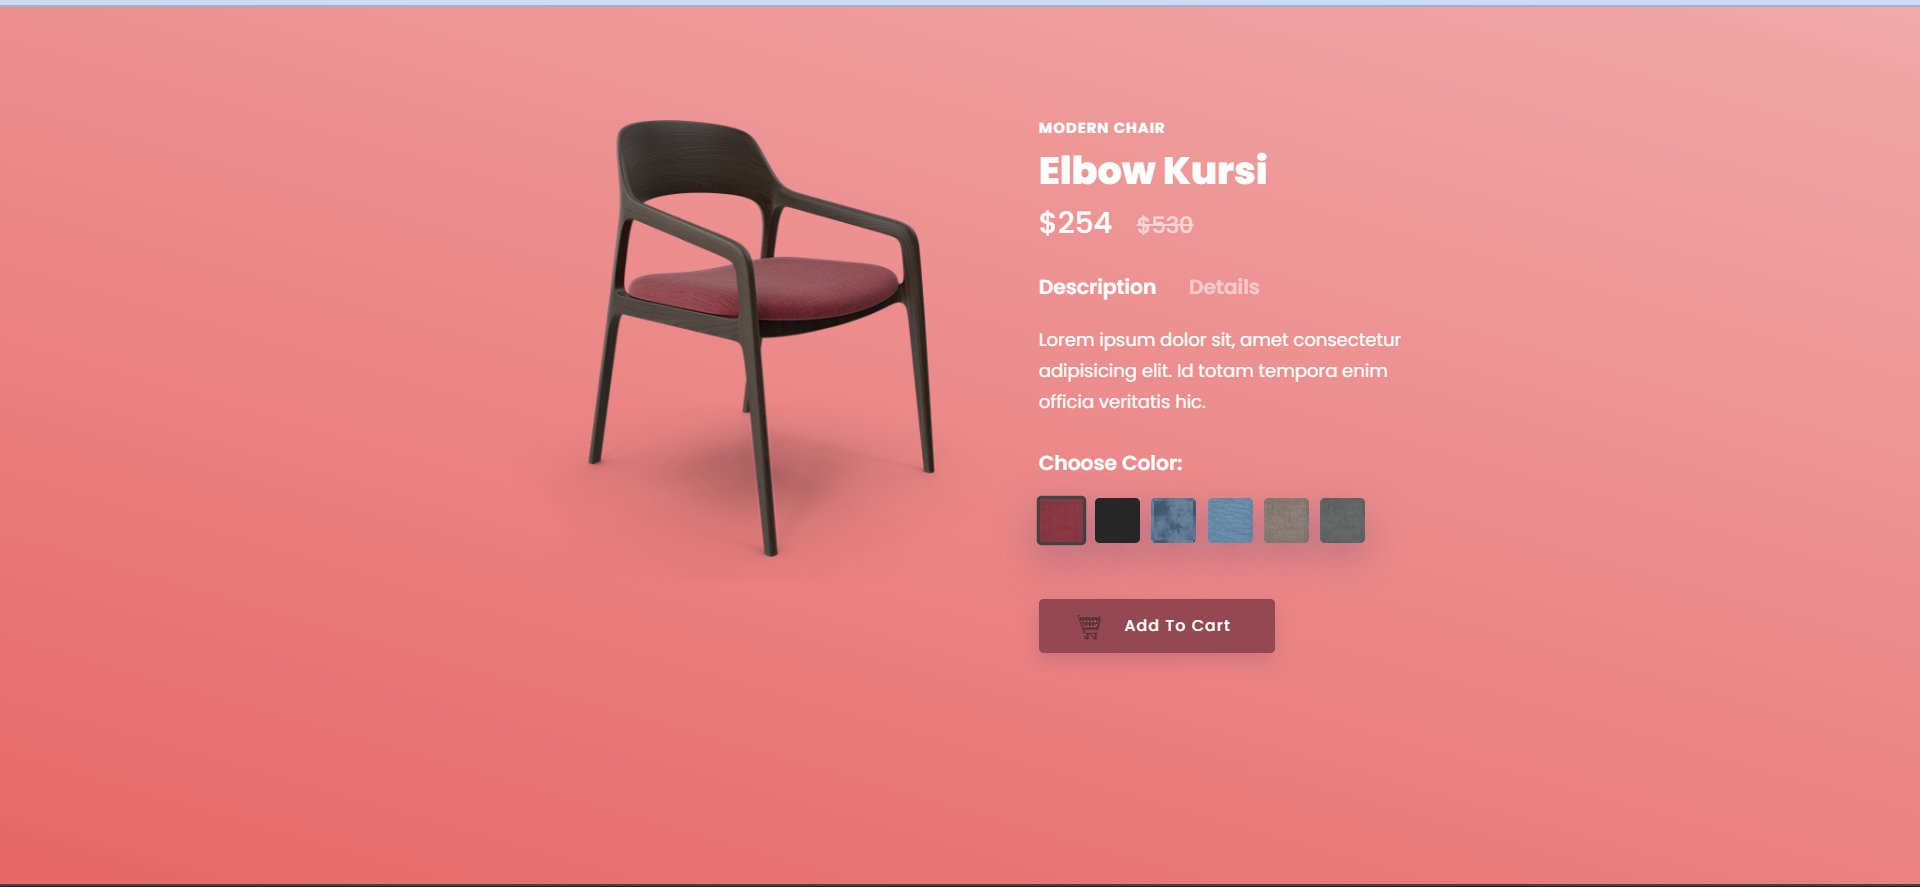 MODERN CHAIR
Elbow Kursi
$254 $530
Description Details
Lorem ipsum dolor sit, amet consectetur
adipisicing elit. Id totam tempora enim
officia veritatis hic.
Choose Color:
Add To Cart